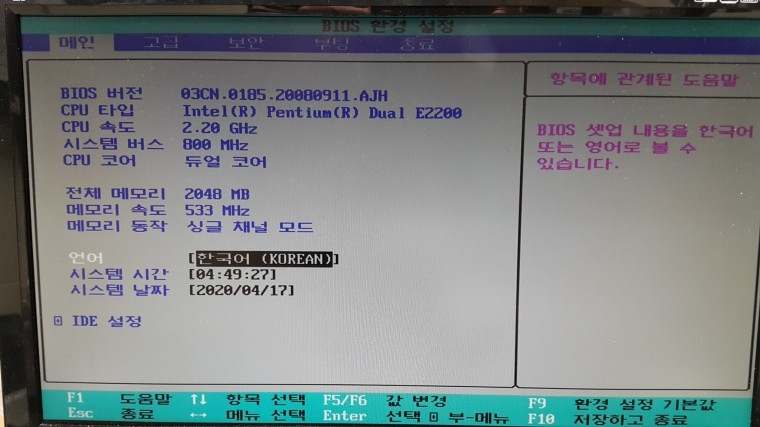 BIOS 환경 설정
메인 고급 보안 부팅 종료
항목에 관계된 도움말
BIOS 버전 03CN.0185.20080911.AJH
CPU 타입 Intel(R) Pentium(R) Dual E2200
CPU 속도 2.20 GHz
시스템 버스 800 MHz
CPU 코어 듀얼 코어
전체 메모리 2048 MB
메모리 속도 533 MHz
메모리 동작 싱글 채널 모드
언어 [한국어 (KOREAN)]
시스템 시간 [04:49:27]
시스템 날짜 [2020/04/17]
IDE 설정
BIOS 셋업 내용을 한국어
또는 영어로 볼 수
있습니다.
F1 도움말 ↑↓ 항목 선택 F5/F6 값 변경 F9 환경 설정 기본값
Esc 종료 ↔ 메뉴 선택 Enter 선택 부-메뉴 F10 저장하고 종료